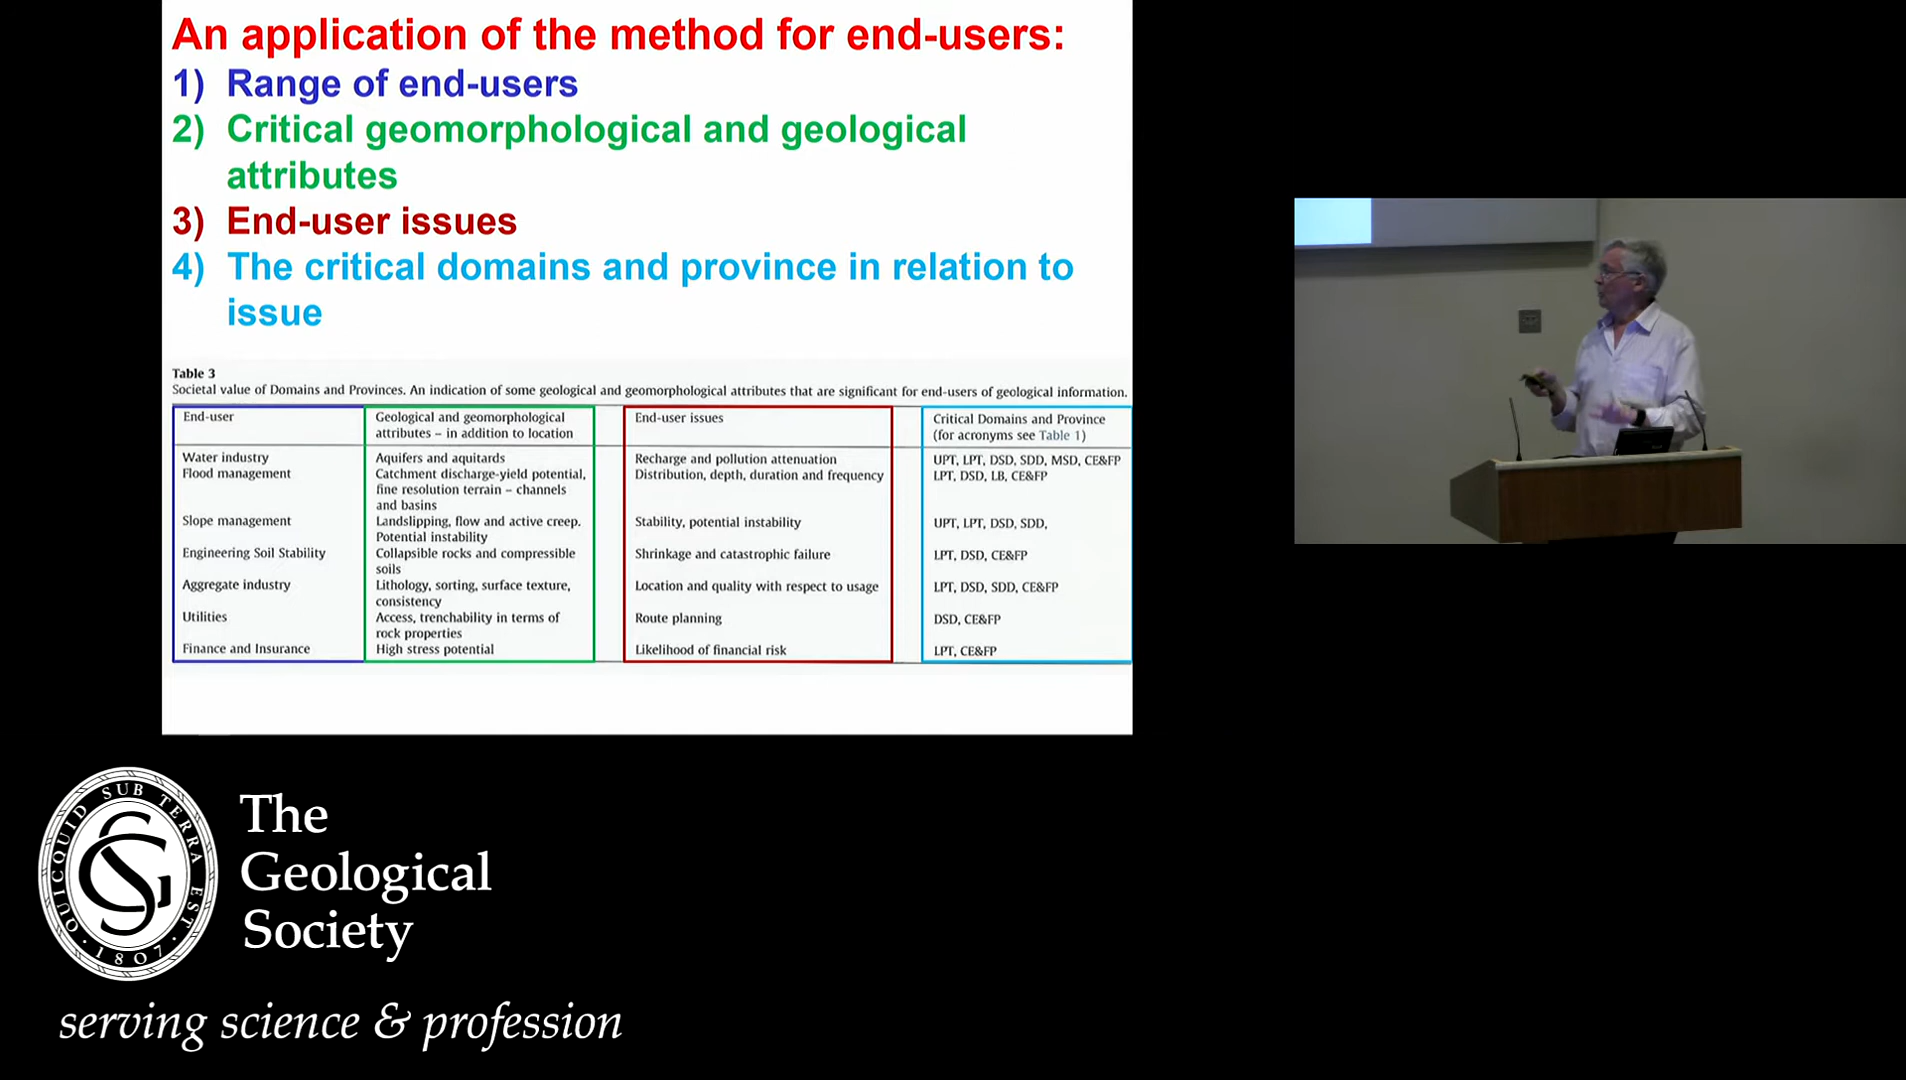 An application of the method for end-users:
1) Range of end-users
2) Critical geomorphological and geological
attributes
3) End-user issues
4) The critical domains and province in relation to
issue
Table 3
Societal value of Domains and Provinces. An indication of some geological and geomorphological attributes that are significant for end-users of geological information.
End-user Geological and geomorphological End-user issues Critical Domains and Province
attributes – in addition to location (for acronyms see Table 1)
Water industry Aquifers and aquitards Recharge and pollution attenuation UPT, LPT, DSD, SDD, MSD, CE&FP
Flood management Catchment discharge-yield potential, Distribution, depth, duration and frequency LPT, DSD, LB, CE&FP
fine resolution terrain – channels
and basins
Slope management Landslipping, flow and active creep. Stability, potential instability UPT, LPT, DSD, SDD,
Potential instability
Engineering Soil Stability Collapsible rocks and compressible Shrinkage and catastrophic failure LPT, DSD, CE&FP
soils
Aggregate industry Lithology, sorting, surface texture, Location and quality with respect to usage LPT, DSD, SDD, CE&FP
consistency
Utilities Access, trenchability in terms of Route planning DSD, CE&FP
rock properties
Finance and Insurance High stress potential Likelihood of financial risk LPT, CE&FP
QUICQUID SUB TERRA EST
· 1807 ·
GS
The
Geological
Society
serving science & profession